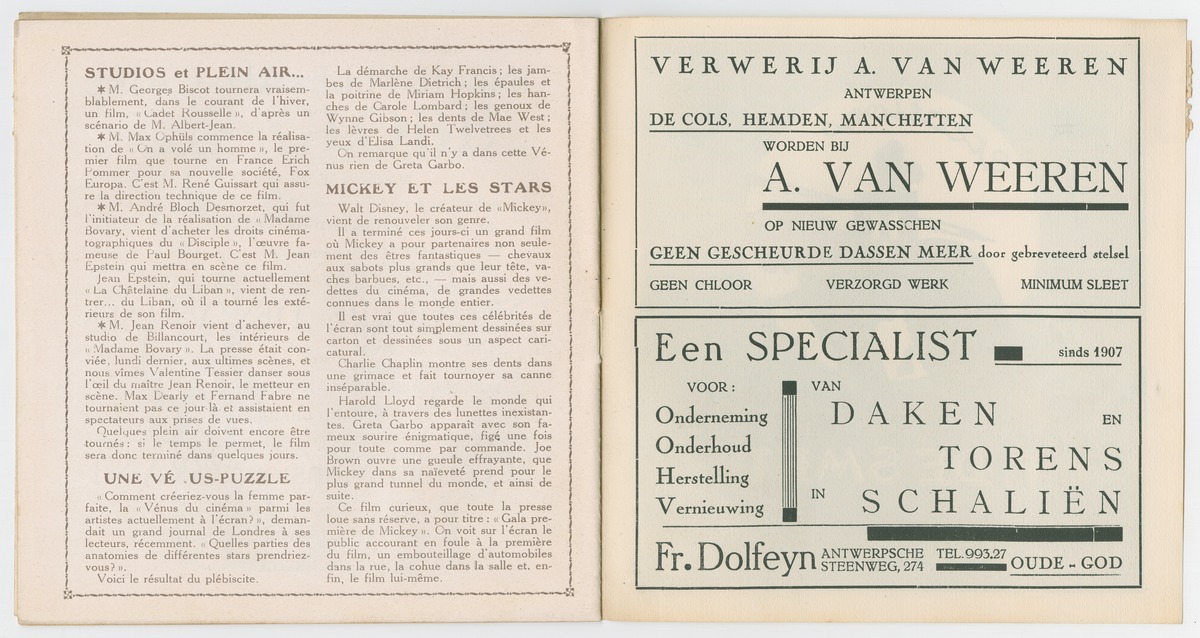 STUDIOS et PLEIN AIR...
✶ M. Georges Biscot tournera vraisem-
blablement, dans le courant de l'hiver,
un film, « Cadet Rousselle », d'après un
scénario de M. Albert-Jean.
✶ M. Max Ophüls commence la réalisa-
tion de « On a volé un homme », le pre-
mier film que tourne en France Erich
Pommer pour sa nouvelle société, Fox
Europa. C'est M. René Guissart qui assu-
re la direction technique de ce film.
✶ M. André Bloch Desmorzet, qui fut
l'initiateur de la réalisation de « Madame
Bovary, vient d'acheter les droits cinéma-
tographiques du « Disciple », l'œuvre fa-
meuse de Paul Bourget. C'est M. Jean
Epstein qui mettra en scène ce film.
Jean Epstein, qui tourne actuellement
« La Châtelaine du Liban », vient de ren-
trer... du Liban, où il a tourné les exté-
rieurs de son film.
✶ M. Jean Renoir vient d'achever, au
studio de Billancourt, les intérieurs de
« Madame Bovary ». La presse était con-
viée, lundi dernier, aux ultimes scènes, et
nous vîmes Valentine Tessier danser sous
l'œil du maître Jean Renoir, le metteur en
scène. Max Dearly et Fernand Fabre ne
tournaient pas ce jour-là et assistaient en
spectateurs aux prises de vues.
Quelques plein air doivent encore être
tournés : si le temps le permet, le film
sera donc terminé dans quelques jours.
UNE VÉ US-PUZZLE
« Comment créeriez-vous la femme par-
faite, la « Vénus du cinéma » parmi les
artistes actuellement à l'écran ? », deman-
dait un grand journal de Londres à ses
lecteurs, récemment. « Quelles parties des
anatomies de différentes stars prendriez-
vous ? ».
Voici le résultat du plébiscite.
La démarche de Kay Francis ; les jam-
bes de Marlène Dietrich ; les épaules et
la poitrine de Miriam Hopkins ; les han-
ches de Carole Lombard ; les genoux de
Wynne Gibson ; les dents de Mae West ;
les lèvres de Helen Twelvetrees et les
yeux d'Elisa Landi.
On remarque qu'il n'y a dans cette Vé-
nus rien de Greta Garbo.
MICKEY ET LES STARS
Walt Disney, le créateur de «Mickey»,
vient de renouveler son genre.
Il a terminé ces jours-ci un grand film
où Mickey a pour partenaires non seule-
ment des êtres fantastiques — chevaux
aux sabots plus grands que leur tête, va-
ches barbues, etc., — mais aussi des ve-
dettes du cinéma, de grandes vedettes
connues dans le monde entier.
Il est vrai que toutes ces célébrités de
l'écran sont tout simplement dessinées sur
carton et dessinées sous un aspect cari-
catural.
Charlie Chaplin montre ses dents dans
une grimace et fait tournoyer sa canne
inséparable.
Harold Lloyd regarde le monde qui
l'entoure, à travers des lunettes inexistan-
tes. Greta Garbo apparaît avec son fa-
meux sourire énigmatique, figé une fois
pour toute comme par commande. Joe
Brown ouvre une gueule effrayante, que
Mickey dans sa naïeveté prend pour le
plus grand tunnel du monde, et ainsi de
suite.
Ce film curieux, que toute la presse
loue sans réserve, a pour titre : « Gala pre-
mière de Mickey ». On voit sur l'écran le
public accourant en foule à la première
du film, un embouteillage d'automobiles
dans la rue, la cohue dans la salle et, en-
fin, le film lui-même.
VERWERIJ A. VAN WEEREN
ANTWERPEN
DE COLS, HEMDEN, MANCHETTEN
WORDEN BIJ
A. VAN WEEREN
OP NIEUW GEWASSCHEN
GEEN GESCHEURDE DASSEN MEER door gebreveteerd stelsel
GEEN CHLOOR VERZORGD WERK MINIMUM SLEET
Een SPECIALIST sinds 1907
VOOR :
Onderneming
Onderhoud
Herstelling
Vernieuwing
VAN
DAKEN EN
TORENS
IN SCHALIËN
Fr. Dolfeyn ANTWERPSCHE STEENWEG, 274 TEL. 993.27 OUDE - GOD